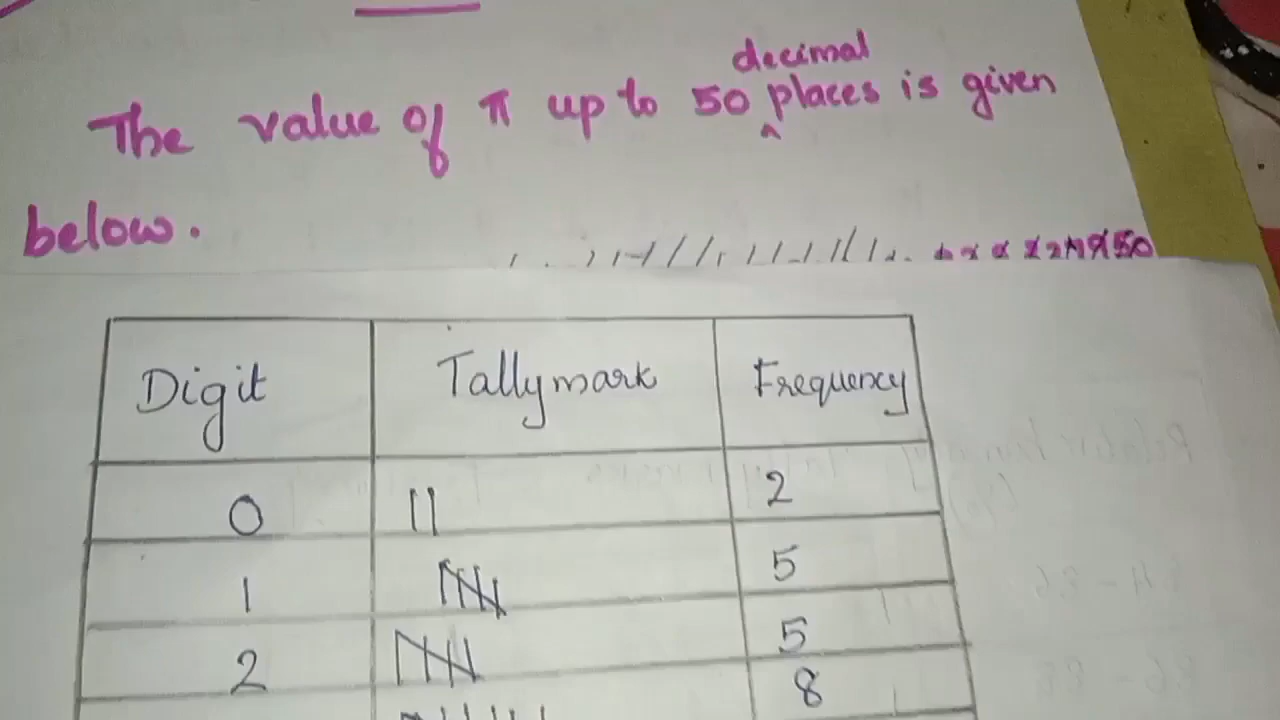 The value of π up to 50 decimal places is given
below.
Digit Tallymark Frequency
0 || 2
1 5
2 5
8